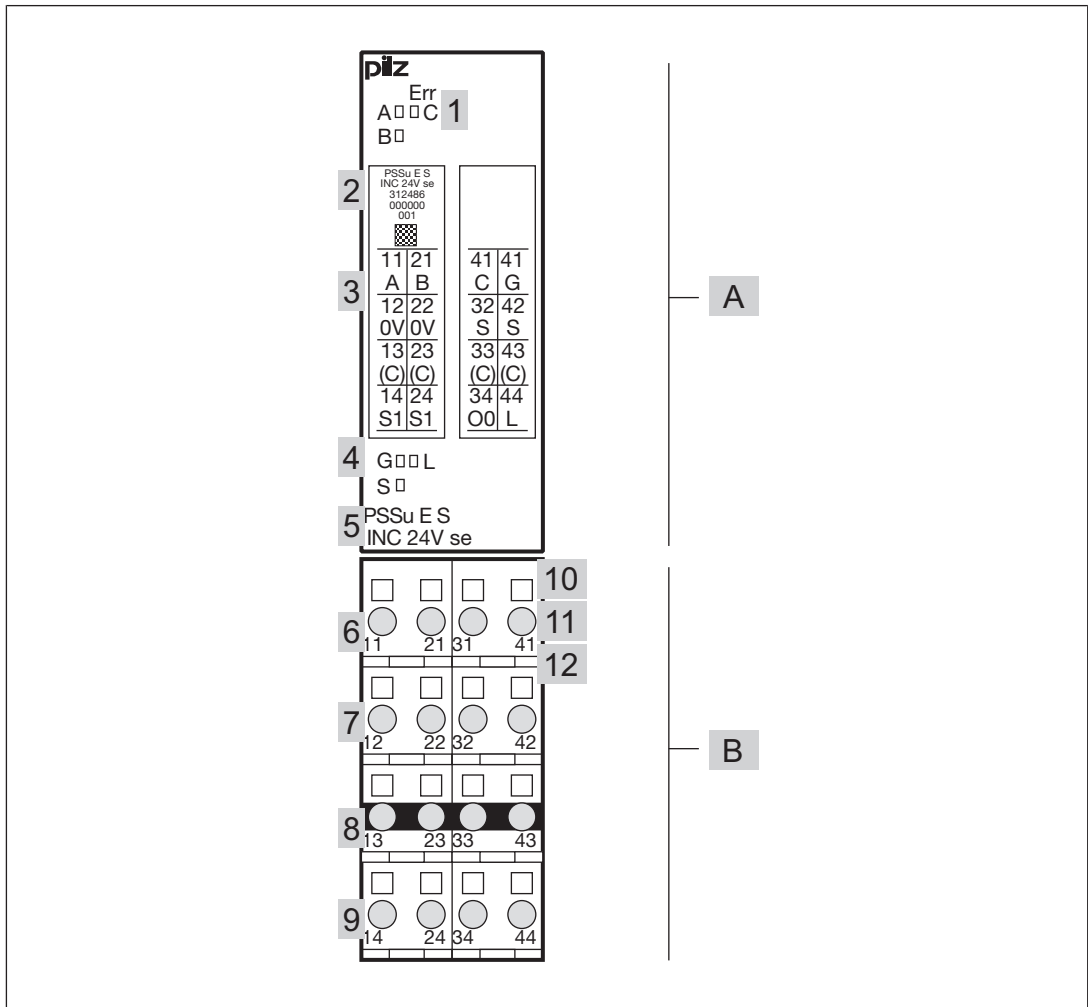 pilz
Err
A C 1
B
2
PSSu E S
INC 24V se
312486
000000
001
3
11 21 41 41
A B C G
12 22 32 42
0V 0V S S
13 23 33 43
(C) (C) (C) (C)
14 24 34 44
S1 S1 O0 L
A
4 G L
S
5 PSSu E S
INC 24V se
10
6 11
11 21 31 41
12
7
12 22 32 42
B
8
13 23 33 43
9
14 24 34 44